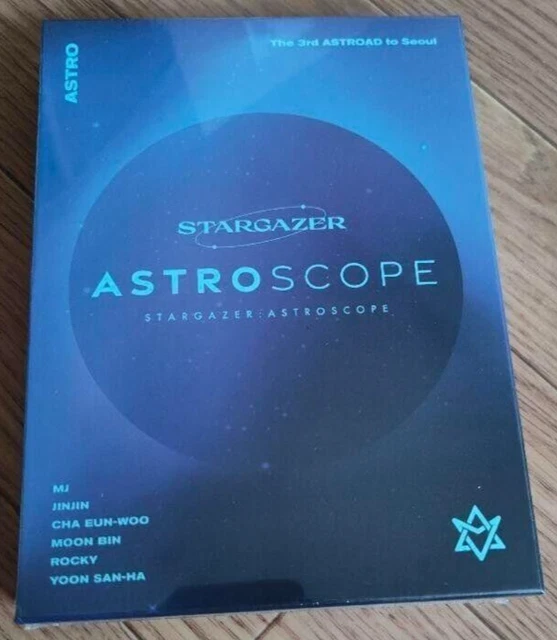 ASTRO
The 3rd ASTROAD to Seoul
STARGAZER
ASTROSCOPE
STARGAZER:ASTROSCOPE
MJ
JINJIN
CHA EUN-WOO
MOON BIN
ROCKY
YOON SAN-HA